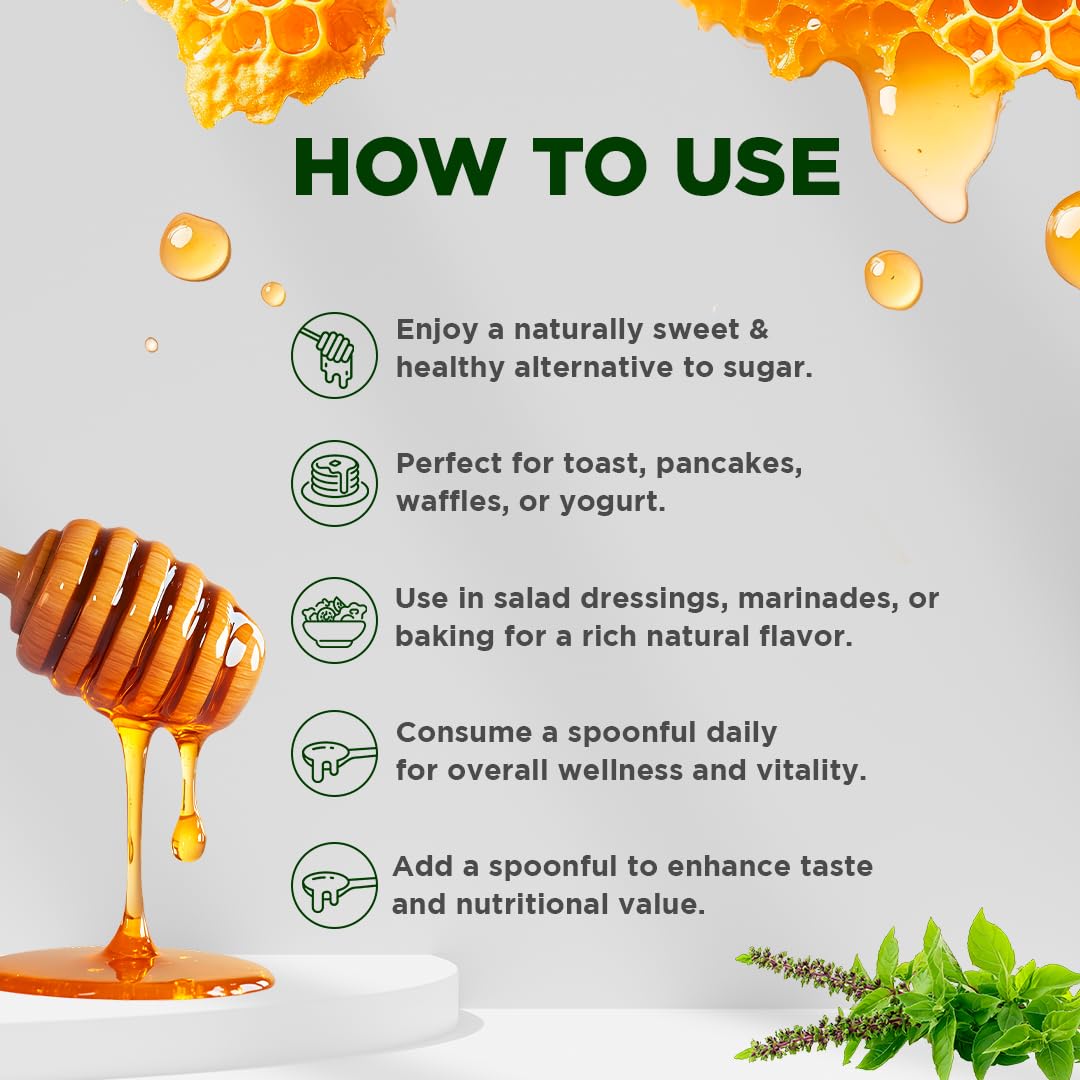 HOW TO USE
Enjoy a naturally sweet &
healthy alternative to sugar.
Perfect for toast, pancakes,
waffles, or yogurt.
Use in salad dressings, marinades, or
baking for a rich natural flavor.
Consume a spoonful daily
for overall wellness and vitality.
Add a spoonful to enhance taste
and nutritional value.